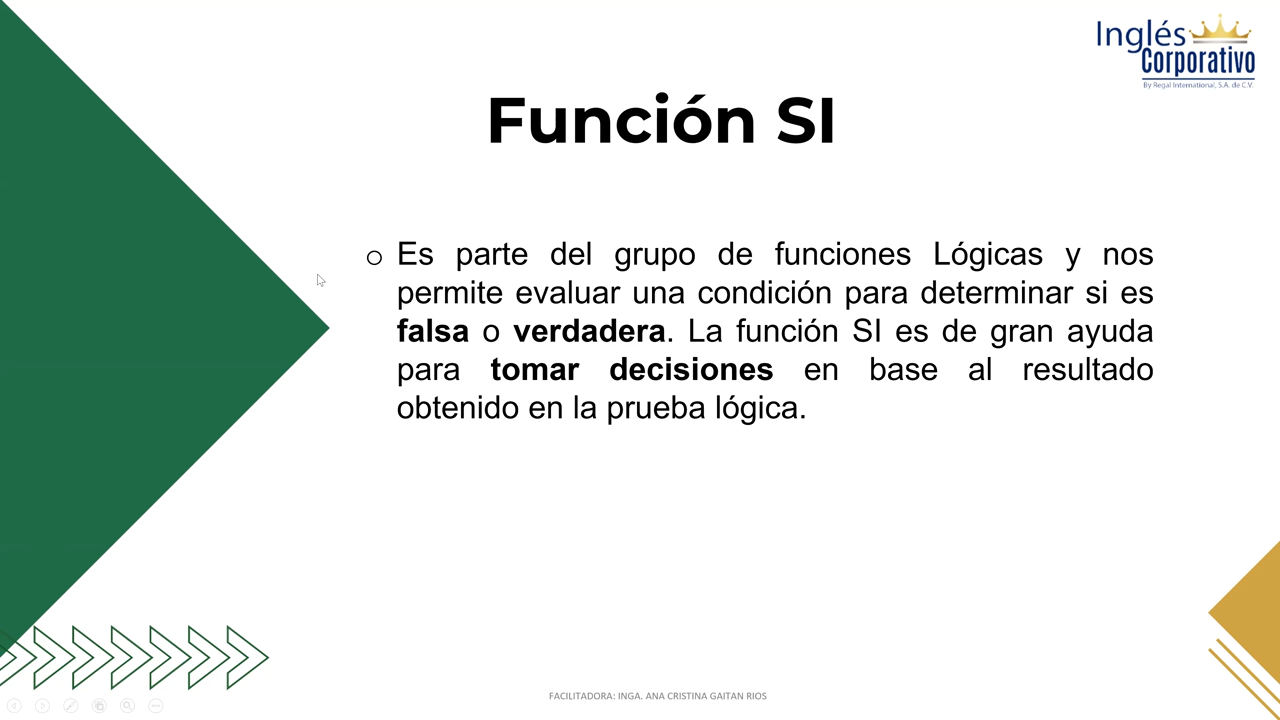 Inglés
Corporativo
By Regal International, S.A. de C.V.
Función SI
o Es parte del grupo de funciones Lógicas y nos
permite evaluar una condición para determinar si es
falsa o verdadera. La función SI es de gran ayuda
para tomar decisiones en base al resultado
obtenido en la prueba lógica.
FACILITADORA: INGA. ANA CRISTINA GAITAN RIOS